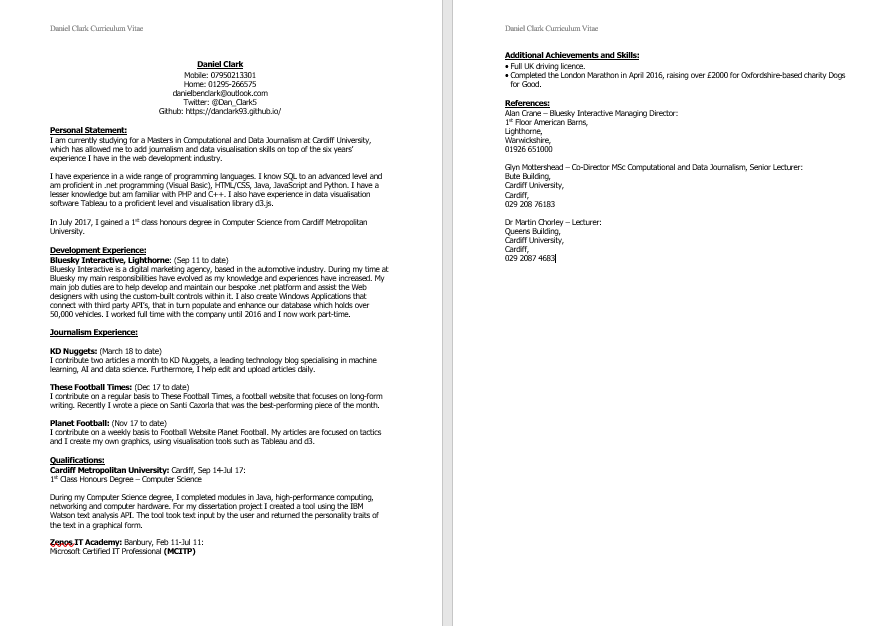 Daniel Clark Curriculum Vitae
Daniel Clark
Mobile: 07950213301
Home: 01295-266575
danielbenclark@outlook.com
Twitter: @Dan_Clark5
Github: https://danclark93.github.io/
Personal Statement:
I am currently studying for a Masters in Computational and Data Journalism at Cardiff University,
which has allowed me to add journalism and data visualisation skills on top of the six years'
experience I have in the web development industry.
I have experience in a wide range of programming languages. I know SQL to an advanced level and
am proficient in .net programming (Visual Basic), HTML/CSS, Java, JavaScript and Python. I have a
lesser knowledge but am familiar with PHP and C++. I also have experience in data visualisation
software Tableau to a proficient level and visualisation library d3.js.
In July 2017, I gained a 1st class honours degree in Computer Science from Cardiff Metropolitan
University.
Development Experience:
Bluesky Interactive, Lighthorne: (Sep 11 to date)
Bluesky Interactive is a digital marketing agency, based in the automotive industry. During my time at
Bluesky my main responsibilities have evolved as my knowledge and experiences have increased. My
main job duties are to help develop and maintain our bespoke .net platform and assist the Web
designers with using the custom-built controls within it. I also create Windows Applications that
connect with third party API's, that in turn populate and enhance our database which holds over
50,000 vehicles. I worked full time with the company until 2016 and I now work part-time.
Journalism Experience:
KD Nuggets: (March 18 to date)
I contribute two articles a month to KD Nuggets, a leading technology blog specialising in machine
learning, AI and data science. Furthermore, I help edit and upload articles daily.
These Football Times: (Dec 17 to date)
I contribute on a regular basis to These Football Times, a football website that focuses on long-form
writing. Recently I wrote a piece on Santi Cazorla that was the best-performing piece of the month.
Planet Football: (Nov 17 to date)
I contribute on a weekly basis to Football Website Planet Football. My articles are focused on tactics
and I create my own graphics, using visualisation tools such as Tableau and d3.
Qualifications:
Cardiff Metropolitan University: Cardiff, Sep 14-Jul 17:
1st Class Honours Degree – Computer Science
During my Computer Science degree, I completed modules in Java, high-performance computing,
networking and computer hardware. For my dissertation project I created a tool using the IBM
Watson text analysis API. The tool took text input by the user and returned the personality traits of
the text in a graphical form.
Zenos IT Academy: Banbury, Feb 11-Jul 11:
Microsoft Certified IT Professional (MCITP)
Daniel Clark Curriculum Vitae
Additional Achievements and Skills:
• Full UK driving licence.
• Completed the London Marathon in April 2016, raising over £2000 for Oxfordshire-based charity Dogs
for Good.
References:
Alan Crane – Bluesky Interactive Managing Director:
1st Floor American Barns,
Lighthorne,
Warwickshire,
01926 651000
Glyn Mottershead – Co-Director MSc Computational and Data Journalism, Senior Lecturer:
Bute Building,
Cardiff University,
Cardiff,
029 208 76183
Dr Martin Chorley – Lecturer:
Queens Building,
Cardiff University,
Cardiff,
029 2087 4683